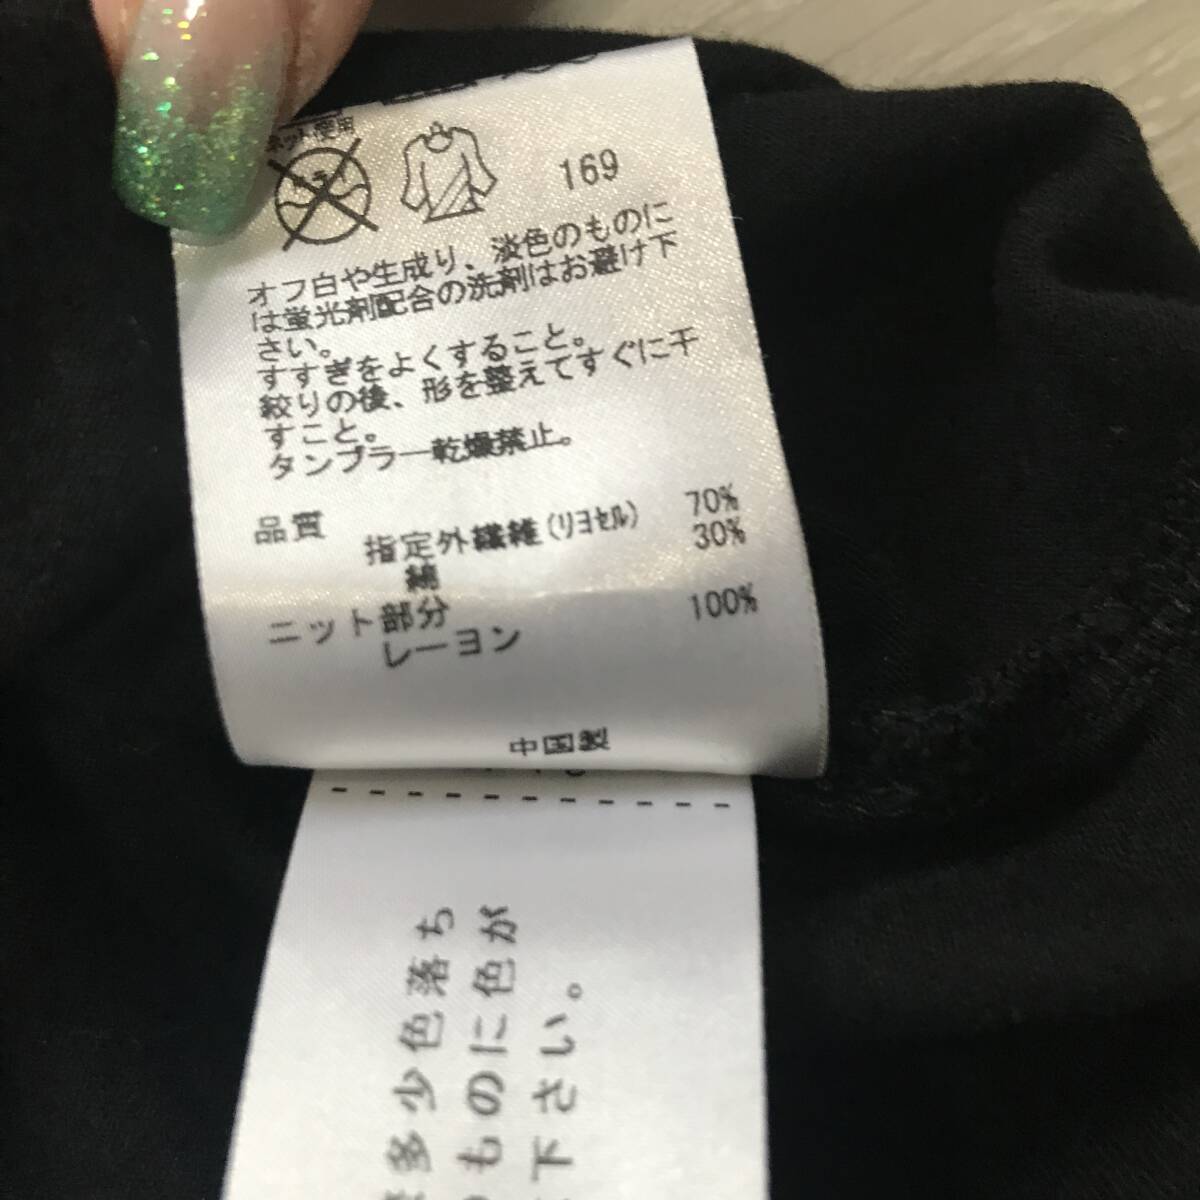 ネット使用
169
オフ白や生成り、淡色のものに
は蛍光剤配合の洗剤はお避け下
さい。
すすぎをよくすること。
絞りの後、形を整えてすぐに干
すこと。
タンブラー乾燥禁止。
品質
指定外繊維(リヨセル) 70%
綿 30%
ニット部分
レーヨン 100%
中国製
多少色落ち
ものに色が
下さい。